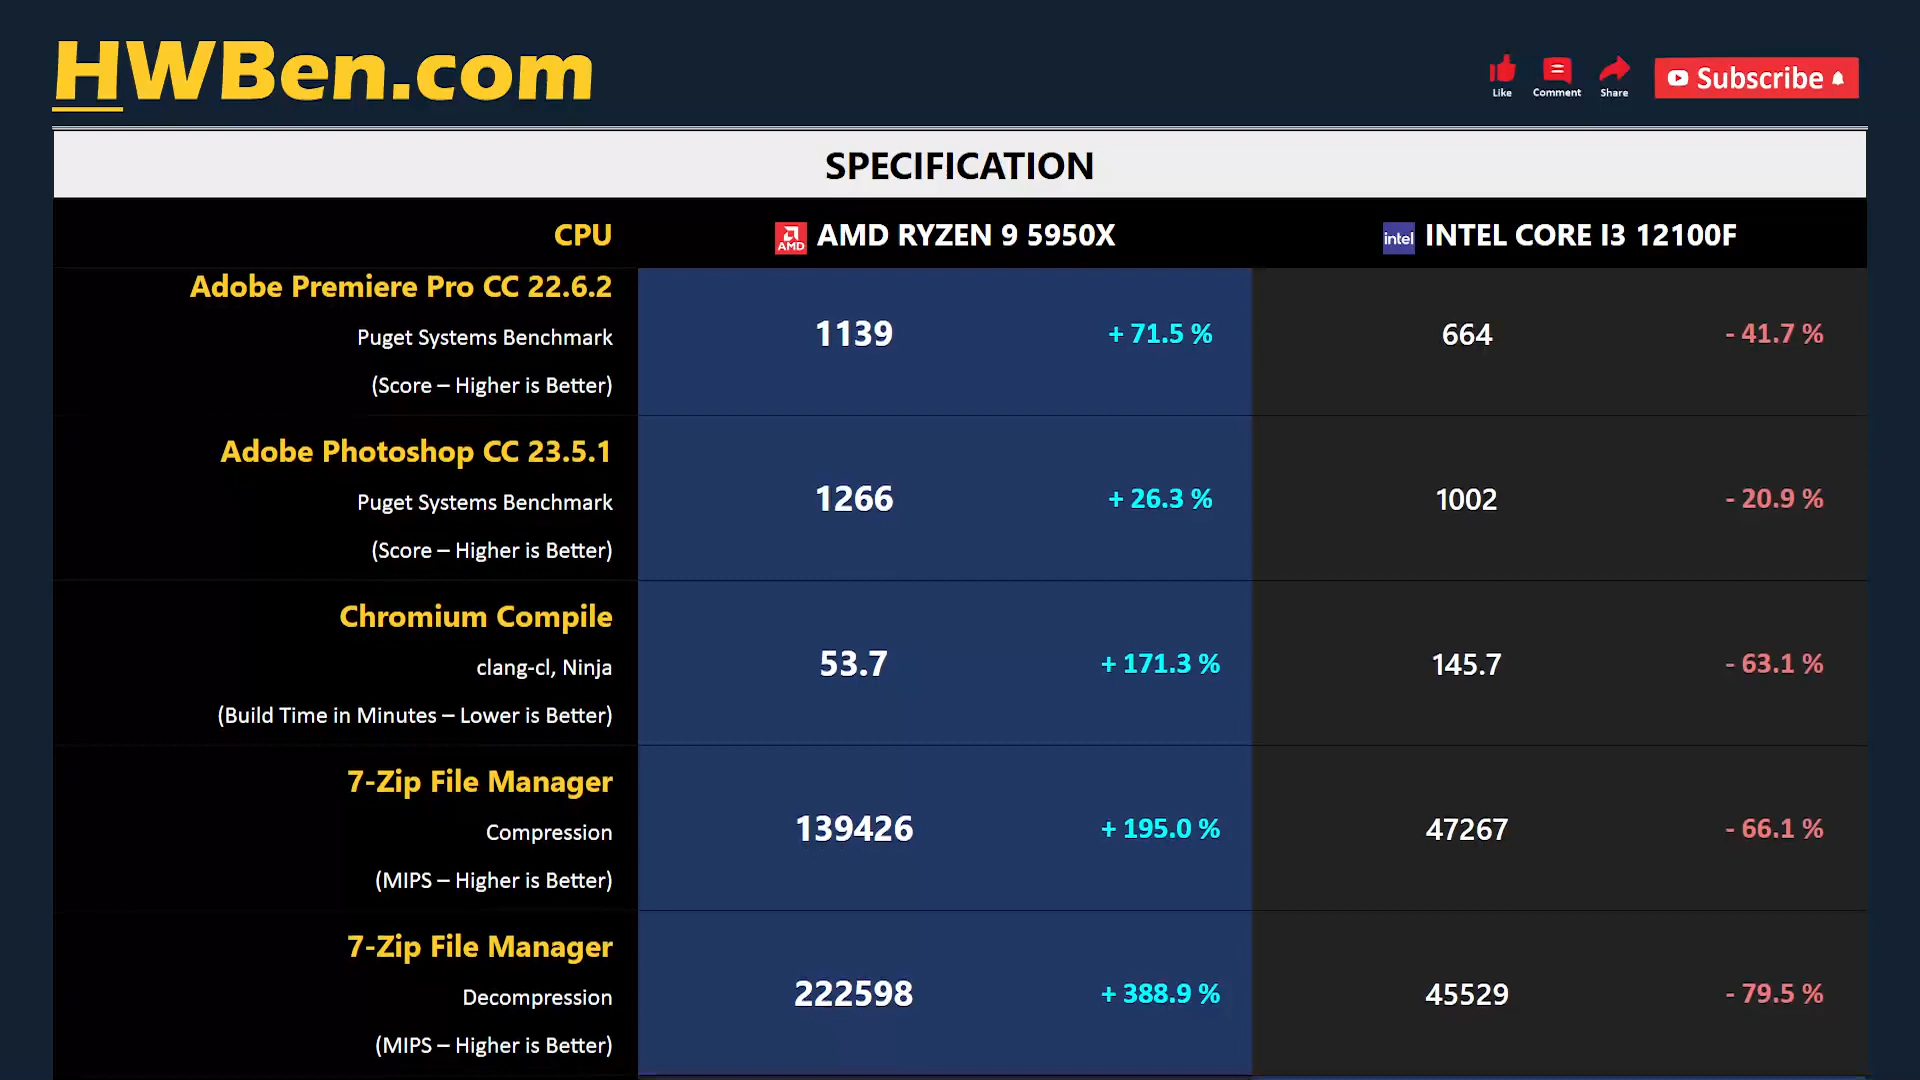 HWBen.com
Like
Comment
Share
Subscribe
SPECIFICATION
CPU
AMD
AMD RYZEN 9 5950X
intel
INTEL CORE I3 12100F
Adobe Premiere Pro CC 22.6.2
Puget Systems Benchmark
(Score – Higher is Better)
1139
+ 71.5 %
664
- 41.7 %
Adobe Photoshop CC 23.5.1
Puget Systems Benchmark
(Score – Higher is Better)
1266
+ 26.3 %
1002
- 20.9 %
Chromium Compile
clang-cl, Ninja
(Build Time in Minutes – Lower is Better)
53.7
+ 171.3 %
145.7
- 63.1 %
7-Zip File Manager
Compression
(MIPS – Higher is Better)
139426
+ 195.0 %
47267
- 66.1 %
7-Zip File Manager
Decompression
(MIPS – Higher is Better)
222598
+ 388.9 %
45529
- 79.5 %